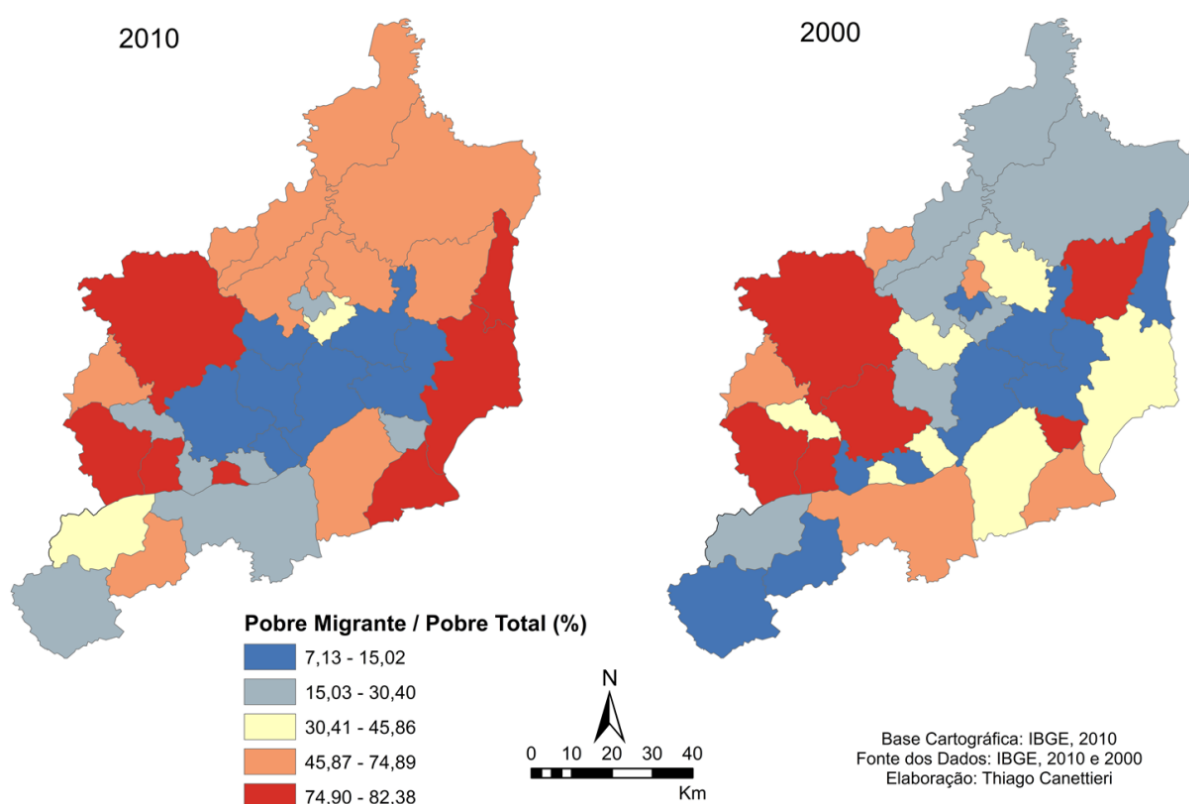 2010
2000
Pobre Migrante / Pobre Total (%)
7,13 - 15,02
15,03 - 30,40
30,41 - 45,86
45,87 - 74,89
74,90 - 82,38
N
0 10 20 30 40
Km
Base Cartográfica: IBGE, 2010
Fonte dos Dados: IBGE, 2010 e 2000
Elaboração: Thiago Canettieri